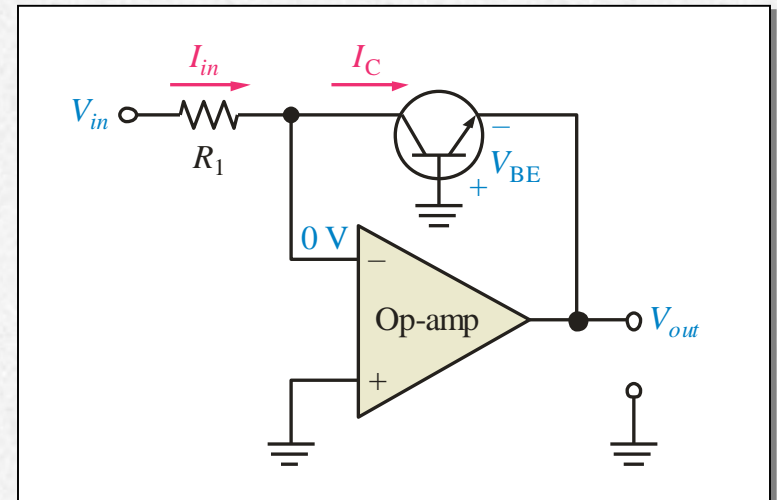 I_in I_C
V_in
R_1
−
V_BE
+
0 V
−
Op-amp
V_out
+